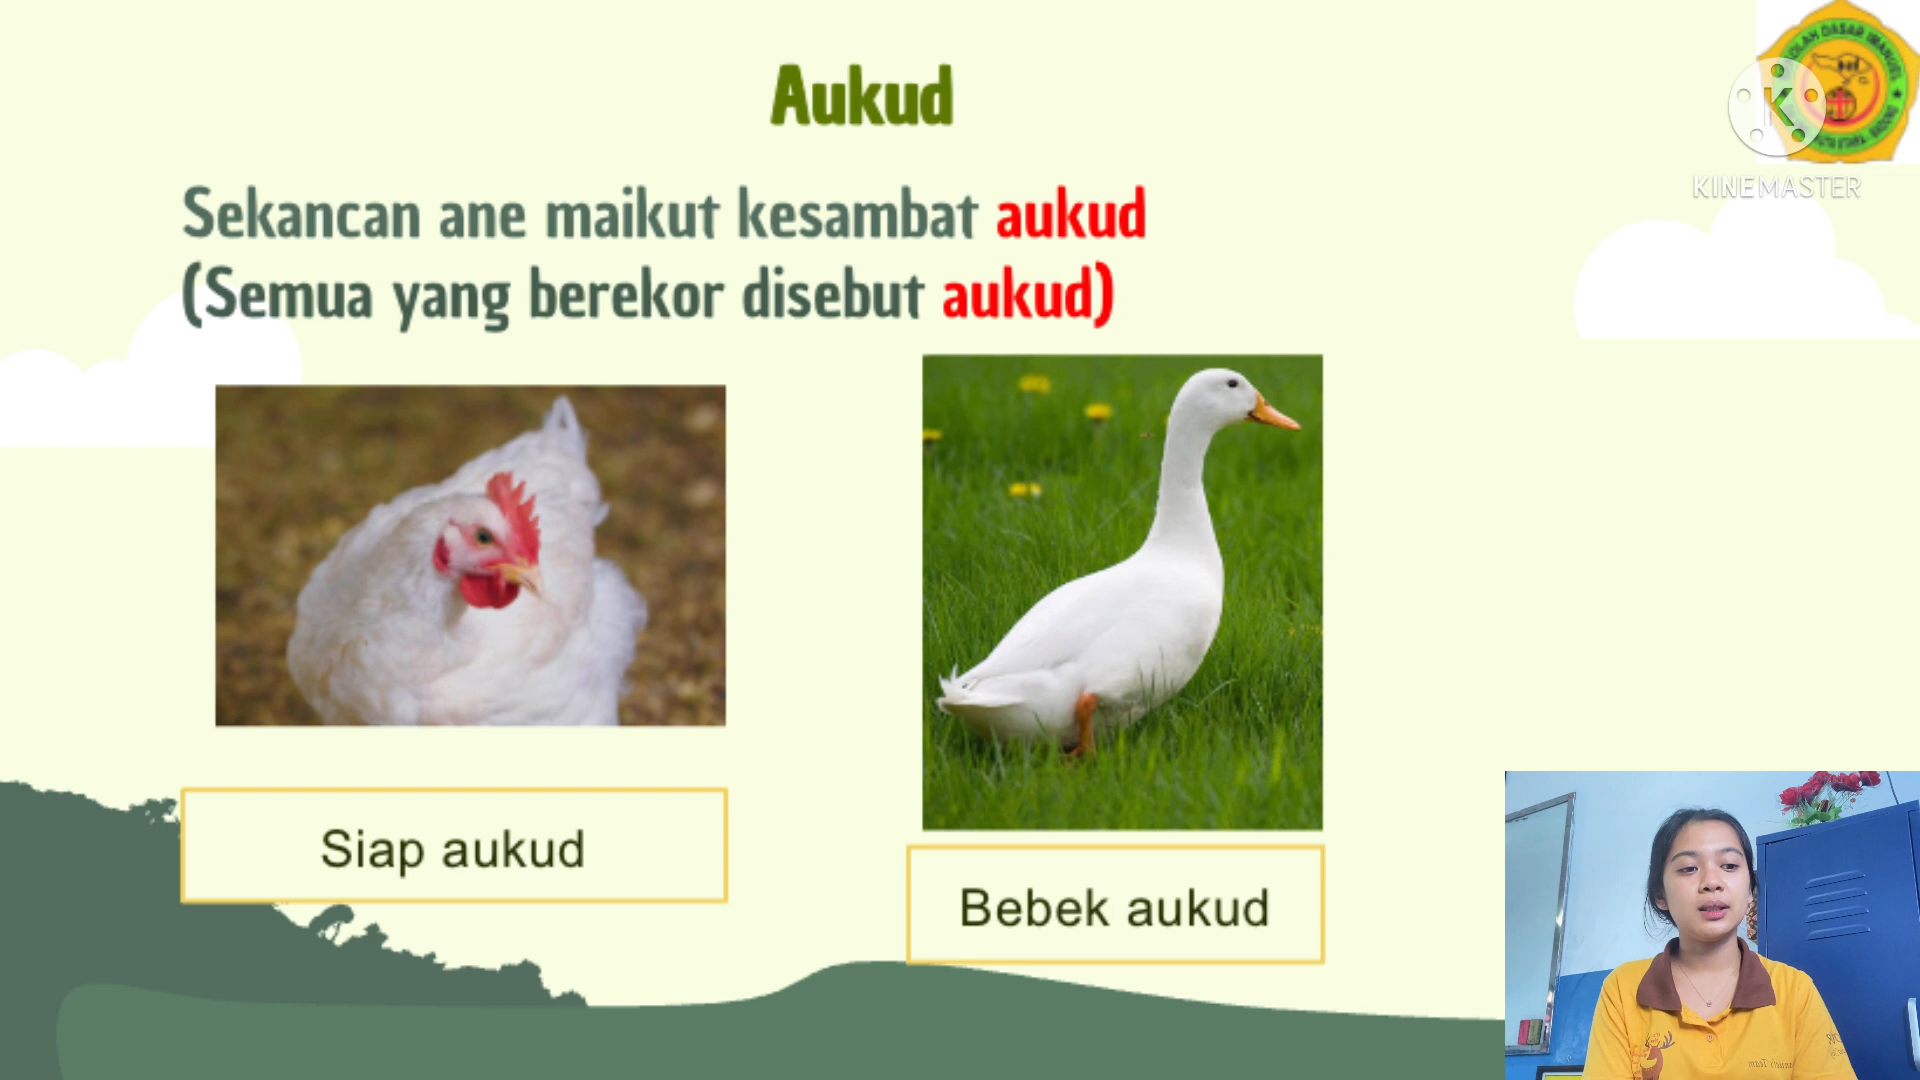 Aukud
Sekancan ane maikut kesambat aukud
(Semua yang berekor disebut aukud)
Siap aukud
Bebek aukud
KINEMASTER
K